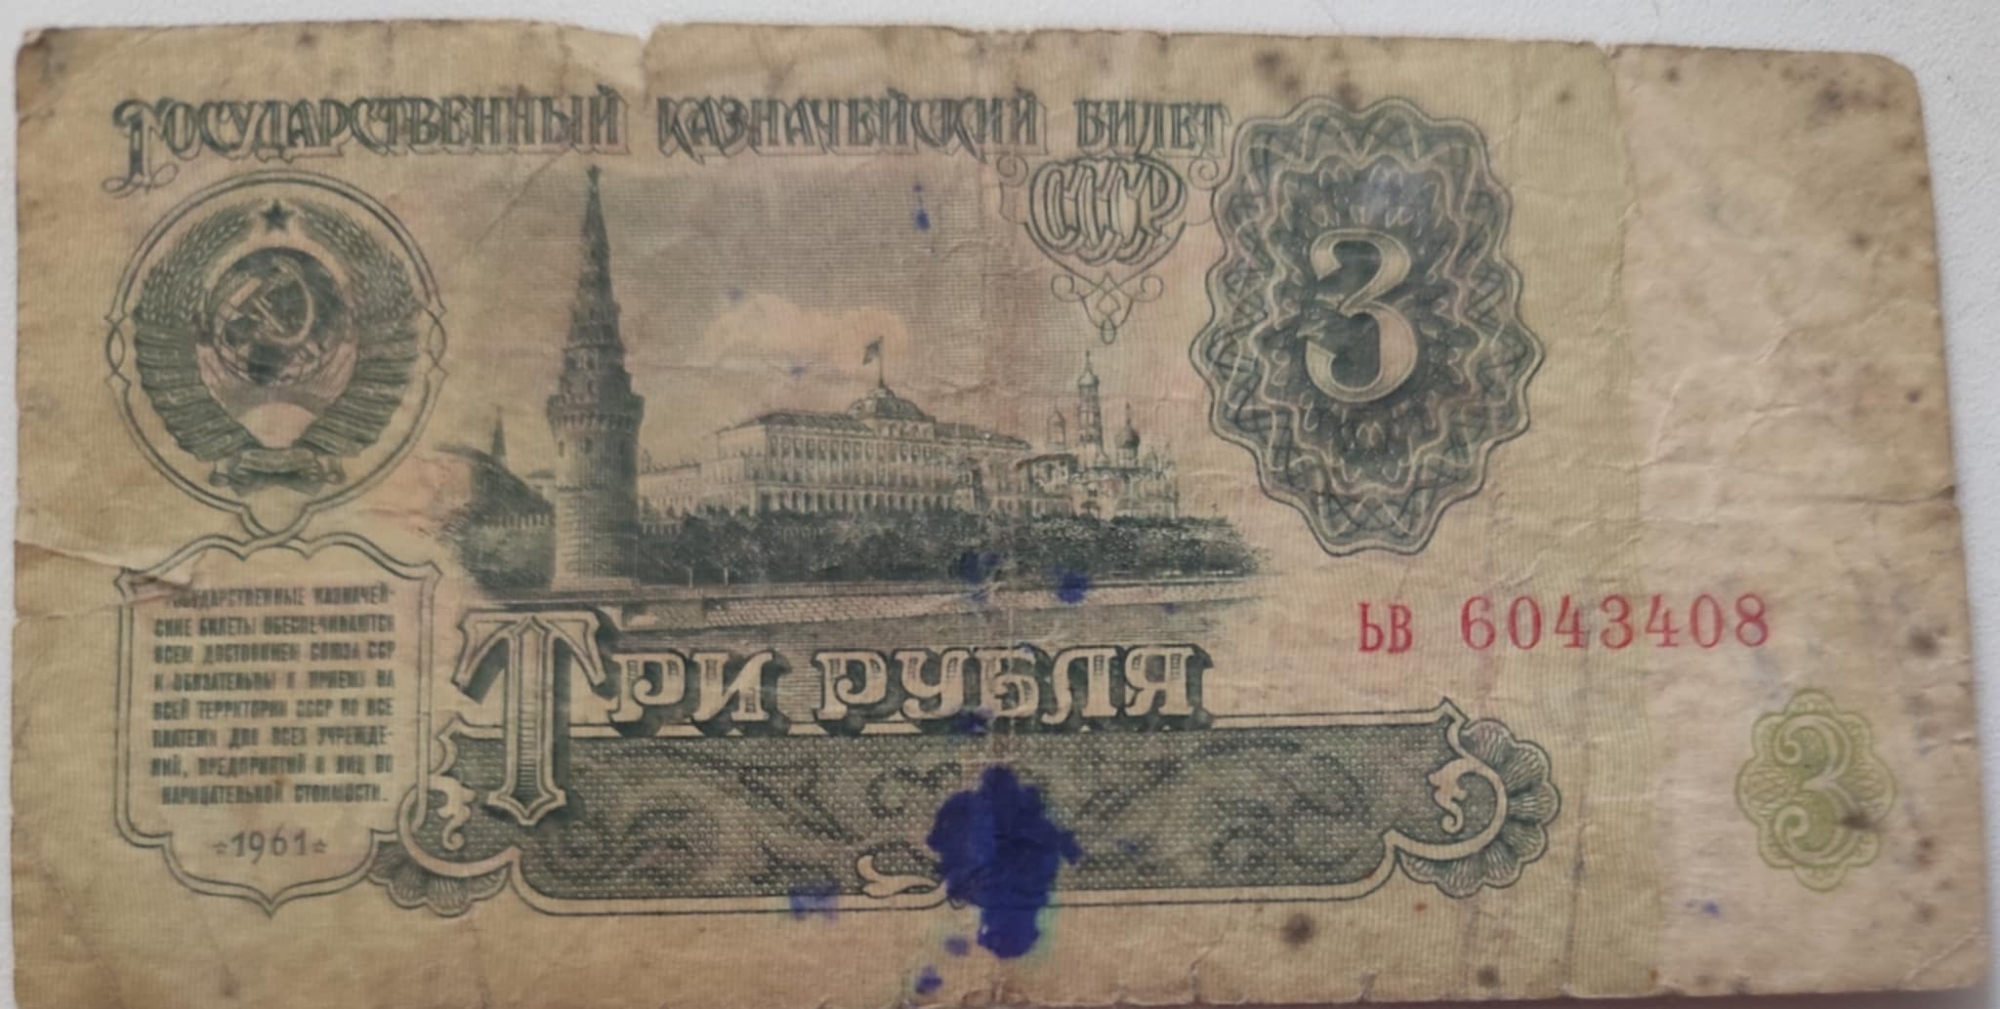 Государственный казначейский билет
СССР
3
ЬВ 6043408
Три рубля
ГОСУДАРСТВЕННЫЕ КАЗНАЧЕЙ-
СКИЕ БИЛЕТЫ ОБЕСПЕЧИВАЮТСЯ
ВСЕМ ДОСТОЯНИЕМ СОЮЗА ССР
И ОБЯЗАТЕЛЬНЫ К ПРИЕМУ НА
ВСЕЙ ТЕРРИТОРИИ СССР ВО ВСЕ
ПЛАТЕЖИ ДЛЯ ВСЕХ УЧРЕЖДЕ-
НИЙ, ПРЕДПРИЯТИЙ И ЛИЦ ПО
НАРИЦАТЕЛЬНОЙ СТОИМОСТИ.
1961
3